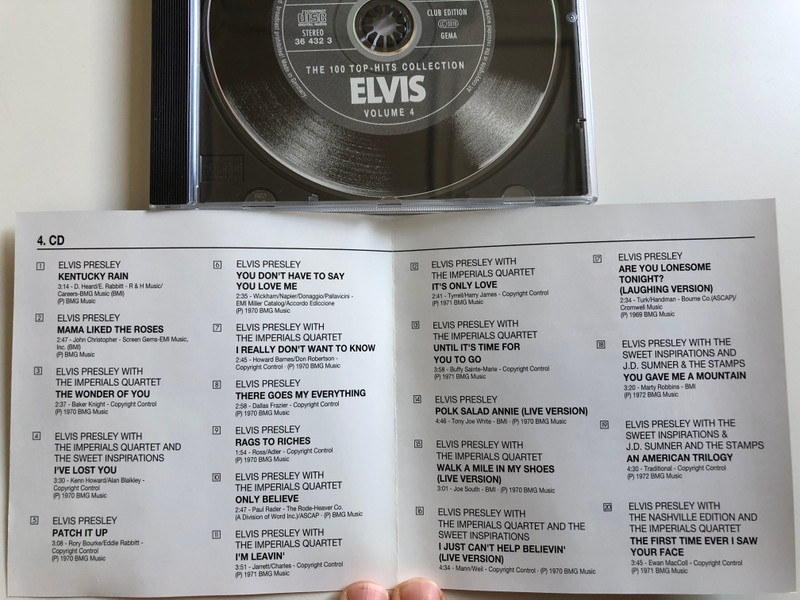 COMPACT
disc
DIGITAL AUDIO
STEREO
36 432 3
CLUB EDITION
GEMA
THE 100 TOP-HITS COLLECTION
ELVIS
VOLUME 4
Made in Germany
4. CD
1 ELVIS PRESLEY
KENTUCKY RAIN
3:14 - D. Heard/E. Rabbitt - R & H Music/
Careers-BMG Music (BMI)
(P) BMG Music
2 ELVIS PRESLEY
MAMA LIKED THE ROSES
2:47 - John Christopher - Screen Gems-EMI Music,
Inc. (BMI)
(P) BMG Music
3 ELVIS PRESLEY WITH
THE IMPERIALS QUARTET
THE WONDER OF YOU
2:37 - Baker Knight - Copyright Control
(P) 1970 BMG Music
4 ELVIS PRESLEY WITH
THE IMPERIALS QUARTET AND
THE SWEET INSPIRATIONS
I'VE LOST YOU
3:30 - Kenn Howard/Alan Blaikley -
Copyright Control
(P) 1970 BMG Music
5 ELVIS PRESLEY
PATCH IT UP
3:08 - Rory Bourke/Eddie Rabbitt -
Copyright Control
(P) 1970 BMG Music
6 ELVIS PRESLEY
YOU DON'T HAVE TO SAY
YOU LOVE ME
2:35 - Wickham/Napier/Donaggio/Pallavicini -
EMI Miller Catalog/Accordo Ediccione
(P) 1970 BMG Music
7 ELVIS PRESLEY WITH
THE IMPERIALS QUARTET
I REALLY DON'T WANT TO KNOW
2:45 - Howard Barnes/Don Robertson -
Copyright Control · (P) 1970 BMG Music
8 ELVIS PRESLEY
THERE GOES MY EVERYTHING
2:58 - Dallas Frazier - Copyright Control
(P) 1970 BMG Music
9 ELVIS PRESLEY
RAGS TO RICHES
1:54 - Ross/Adler - Copyright Control
(P) 1970 BMG Music
10 ELVIS PRESLEY WITH
THE IMPERIALS QUARTET
ONLY BELIEVE
2:47 - Paul Rader - The Rode-Heaver Co.
(A Division of Word Inc.)/ASCAP · (P) BMG Music
11 ELVIS PRESLEY WITH
THE IMPERIALS QUARTET
I'M LEAVIN'
3:51 - Jarrett/Charles - Copyright Control
(P) 1971 BMG Music
12 ELVIS PRESLEY WITH
THE IMPERIALS QUARTET
IT'S ONLY LOVE
2:41 - Tyrell/Harry James - Copyright Control
(P) 1971 BMG Music
13 ELVIS PRESLEY WITH
THE IMPERIALS QUARTET
UNTIL IT'S TIME FOR
YOU TO GO
3:58 - Buffy Sainte-Marie - Copyright Control
(P) 1971 BMG Music
14 ELVIS PRESLEY
POLK SALAD ANNIE (LIVE VERSION)
4:46 - Tony Joe White - BMI · (P) 1970 BMG Music
15 ELVIS PRESLEY WITH
THE IMPERIALS QUARTET
WALK A MILE IN MY SHOES
(LIVE VERSION)
3:01 - Joe South - BMI · (P) 1970 BMG Music
16 ELVIS PRESLEY WITH
THE IMPERIALS QUARTET AND THE
SWEET INSPIRATIONS
I JUST CAN'T HELP BELIEVIN'
(LIVE VERSION)
4:34 - Mann/Weil - Copyright Control · (P) 1970 BMG Music
17 ELVIS PRESLEY
ARE YOU LONESOME
TONIGHT?
(LAUGHING VERSION)
2:34 - Turk/Handman - Bourne Co.(ASCAP)/
Cromwell Music
(P) 1969 BMG Music
18 ELVIS PRESLEY WITH THE
SWEET INSPIRATIONS AND
J.D. SUMNER & THE STAMPS
YOU GAVE ME A MOUNTAIN
3:20 - Marty Robbins - BMI
(P) 1972 BMG Music
19 ELVIS PRESLEY WITH THE
SWEET INSPIRATIONS &
J.D. SUMNER AND THE STAMPS
AN AMERICAN TRILOGY
4:30 - Traditional - Copyright Control
(P) 1972 BMG Music
20 ELVIS PRESLEY WITH
THE NASHVILLE EDITION AND
THE IMPERIALS QUARTET
THE FIRST TIME EVER I SAW
YOUR FACE
3:45 - Ewan MacColl - Copyright Control
(P) 1971 BMG Music